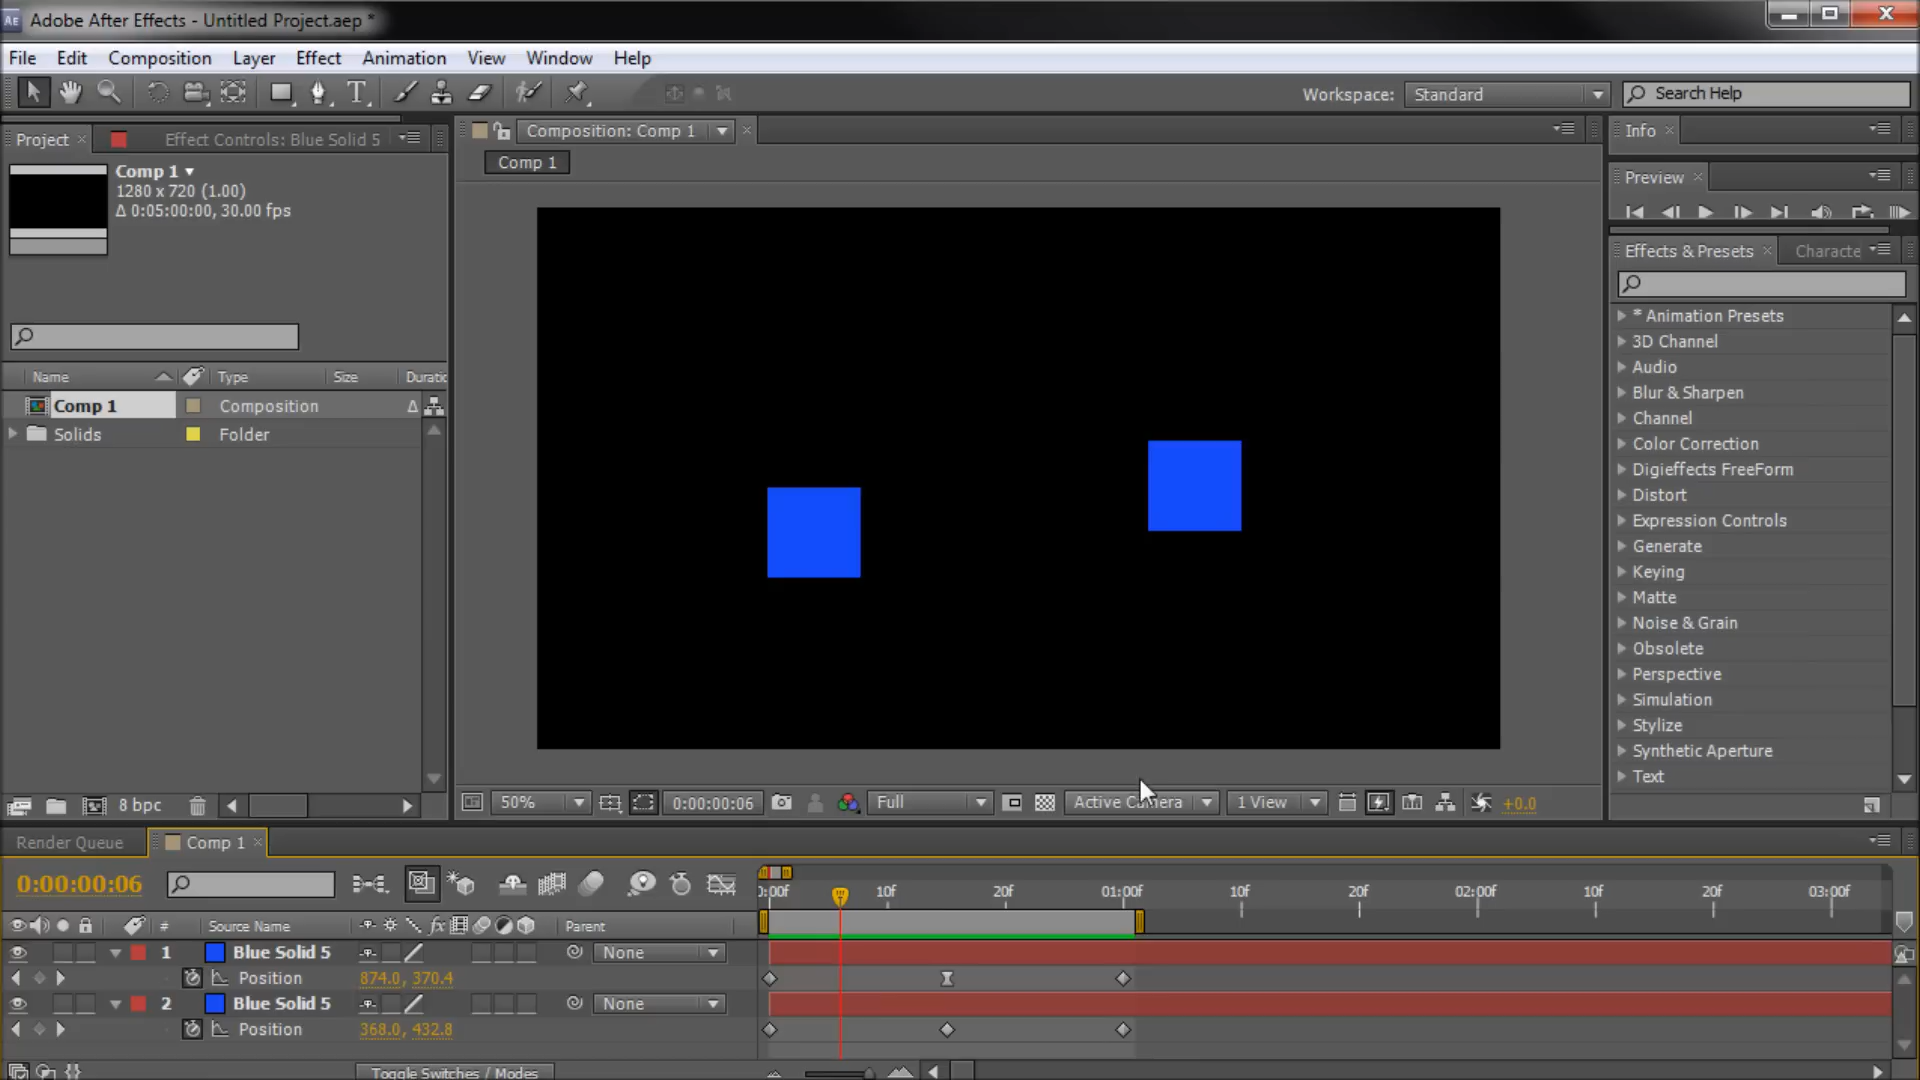 Adobe After Effects - Untitled Project.aep *
File Edit Composition Layer Effect Animation View Window Help
Workspace: Standard Search Help
Project Effect Controls: Blue Solid 5 Composition: Comp 1 Info
Comp 1
1280 x 720 (1.00)
Δ 0:05:00:00, 30.00 fps
Comp 1
Preview
Effects & Presets Characte
* Animation Presets
3D Channel
Audio
Blur & Sharpen
Channel
Color Correction
Digieffects FreeForm
Distort
Expression Controls
Generate
Keying
Matte
Noise & Grain
Obsolete
Perspective
Simulation
Stylize
Synthetic Aperture
Text
Name Type Size Duratic
Comp 1 Composition Δ
Solids Folder
8 bpc
50% 0:00:00:06 Full Active Camera 1 View +0.0
Render Queue Comp 1
0:00:00:06
0:00f 10f 20f 01:00f 10f 20f 02:00f 10f 20f 03:00f
# Source Name Parent
1 Blue Solid 5 None
Position 874.0, 370.4
2 Blue Solid 5 None
Position 368.0, 432.8
Toggle Switches / Modes